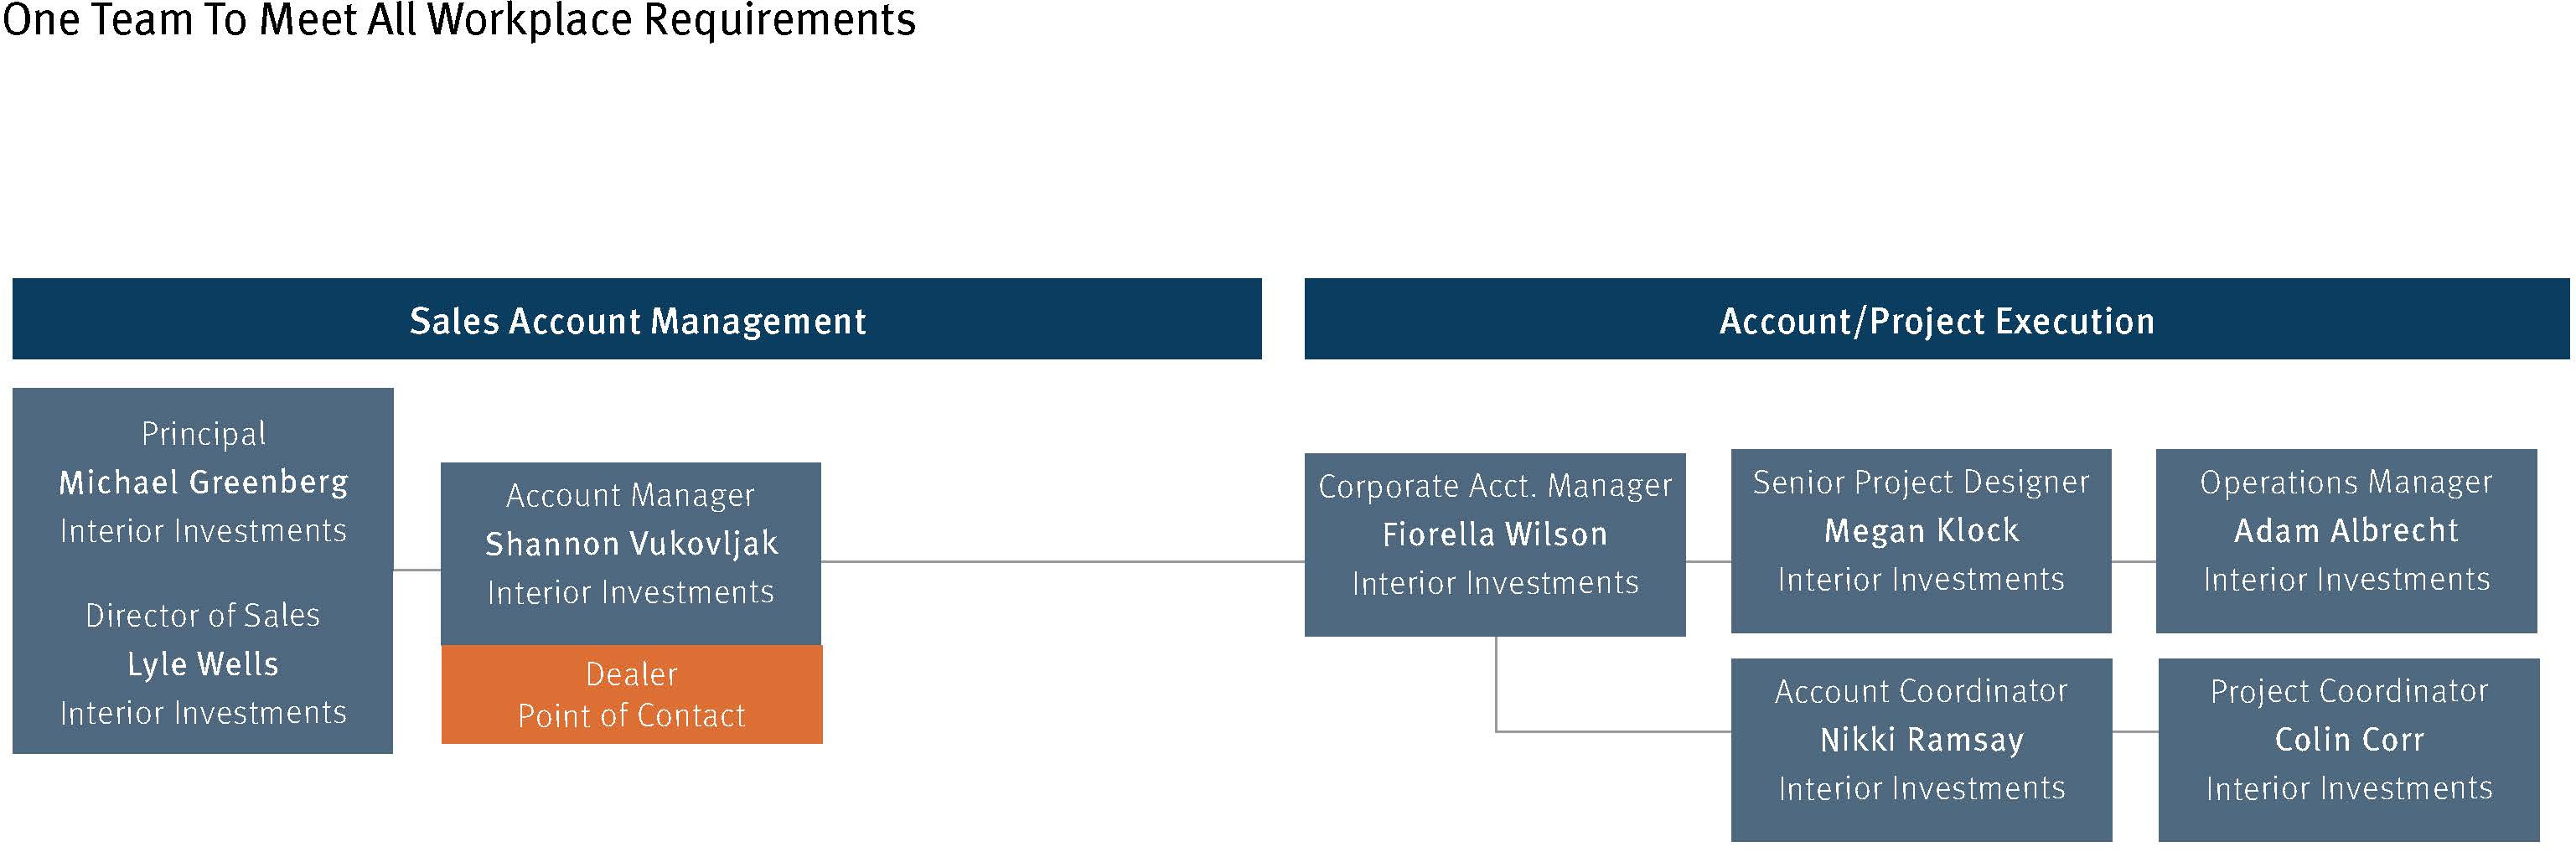 One Team To Meet All Workplace Requirements
Sales Account Management
Principal
Michael Greenberg
Interior Investments
Director of Sales
Lyle Wells
Interior Investments
Account Manager
Shannon Vukovljak
Interior Investments
Dealer
Point of Contact
Account/Project Execution
Corporate Acct. Manager
Fiorella Wilson
Interior Investments
Senior Project Designer
Megan Klock
Interior Investments
Operations Manager
Adam Albrecht
Interior Investments
Account Coordinator
Nikki Ramsay
Interior Investments
Project Coordinator
Colin Corr
Interior Investments